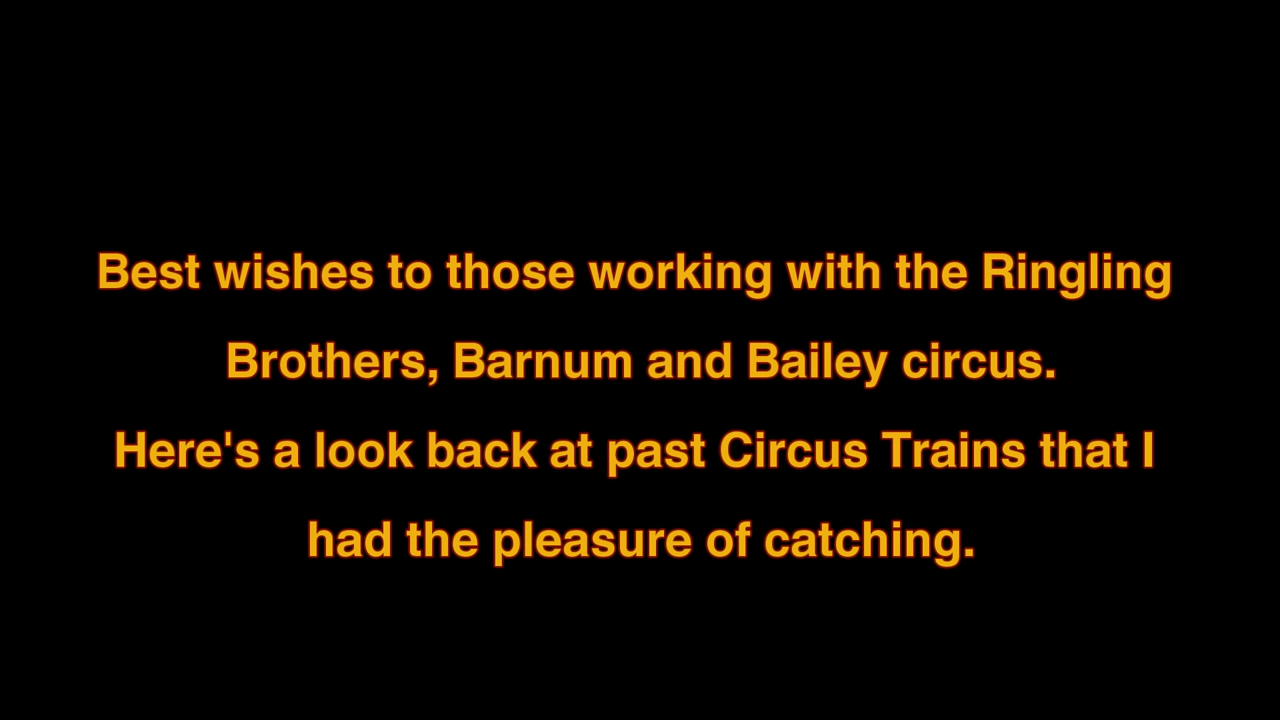 Best wishes to those working with the Ringling
Brothers, Barnum and Bailey circus.
Here's a look back at past Circus Trains that I
had the pleasure of catching.